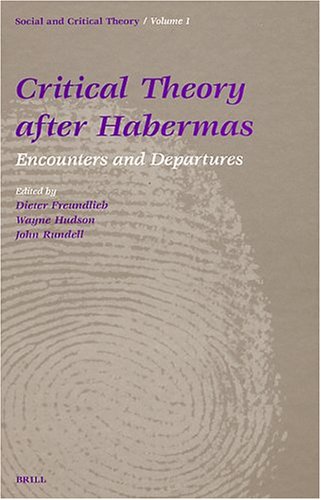 Social and Critical Theory / Volume 1
Critical Theory
after Habermas
Encounters and Departures
Edited by
Dieter Freundlieb
Wayne Hudson
John Rundell
BRILL